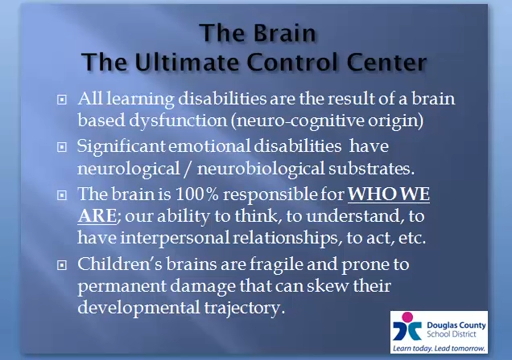 The Brain
The Ultimate Control Center
All learning disabilities are the result of a brain
based dysfunction (neuro-cognitive origin)
Significant emotional disabilities have
neurological / neurobiological substrates.
The brain is 100% responsible for WHO WE
ARE; our ability to think, to understand, to
have interpersonal relationships, to act, etc.
Children's brains are fragile and prone to
permanent damage that can skew their
developmental trajectory.
Douglas County
School District
Learn today. Lead tomorrow.